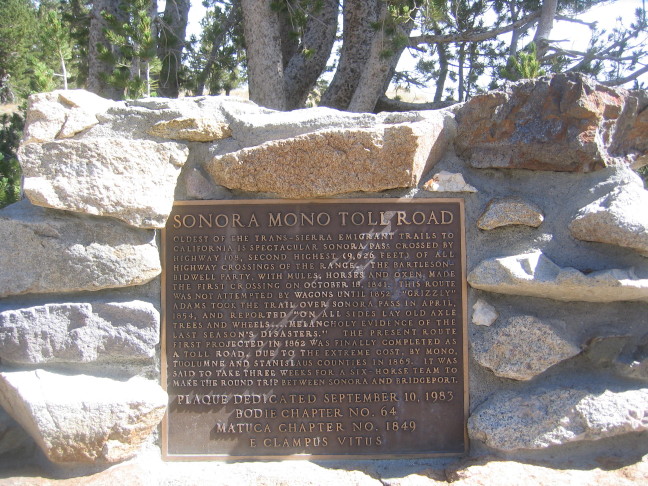 SONORA MONO TOLL ROAD
OLDEST OF THE TRANS-SIERRA EMIGRANT TRAILS TO
CALIFORNIA IS SPECTACULAR SONORA PASS CROSSED BY
HIGHWAY 108, SECOND HIGHEST (9,626 FEET) OF ALL
HIGHWAY CROSSINGS OF THE RANGE. THE BARTLESON-
BIDWELL PARTY, WITH MULES, HORSES AND OXEN, MADE
THE FIRST CROSSING ON OCTOBER 18, 1841. THIS ROUTE
WAS NOT ATTEMPTED BY WAGONS UNTIL 1852. "GRIZZLY"
ADAMS TOOK THE TRAIL OVER SONORA PASS IN APRIL,
1854, AND REPORTED "ON ALL SIDES LAY OLD AXLE
TREES AND WHEELS... MELANCHOLY EVIDENCE OF THE
LAST SEASON'S DISASTERS." THE PRESENT ROUTE
FIRST PROJECTED IN 1862 WAS FINALLY COMPLETED AS
A TOLL ROAD, DUE TO THE EXTREME COST, BY MONO,
TUOLUMNE AND STANISLAUS COUNTIES IN 1865. IT WAS
SAID TO TAKE THREE WEEKS FOR A SIX-HORSE TEAM TO
MAKE THE ROUND TRIP BETWEEN SONORA AND BRIDGEPORT.
PLAQUE DEDICATED SEPTEMBER 10, 1983
BODIE CHAPTER NO. 64
MATUCA CHAPTER NO. 1849
E CLAMPUS VITUS